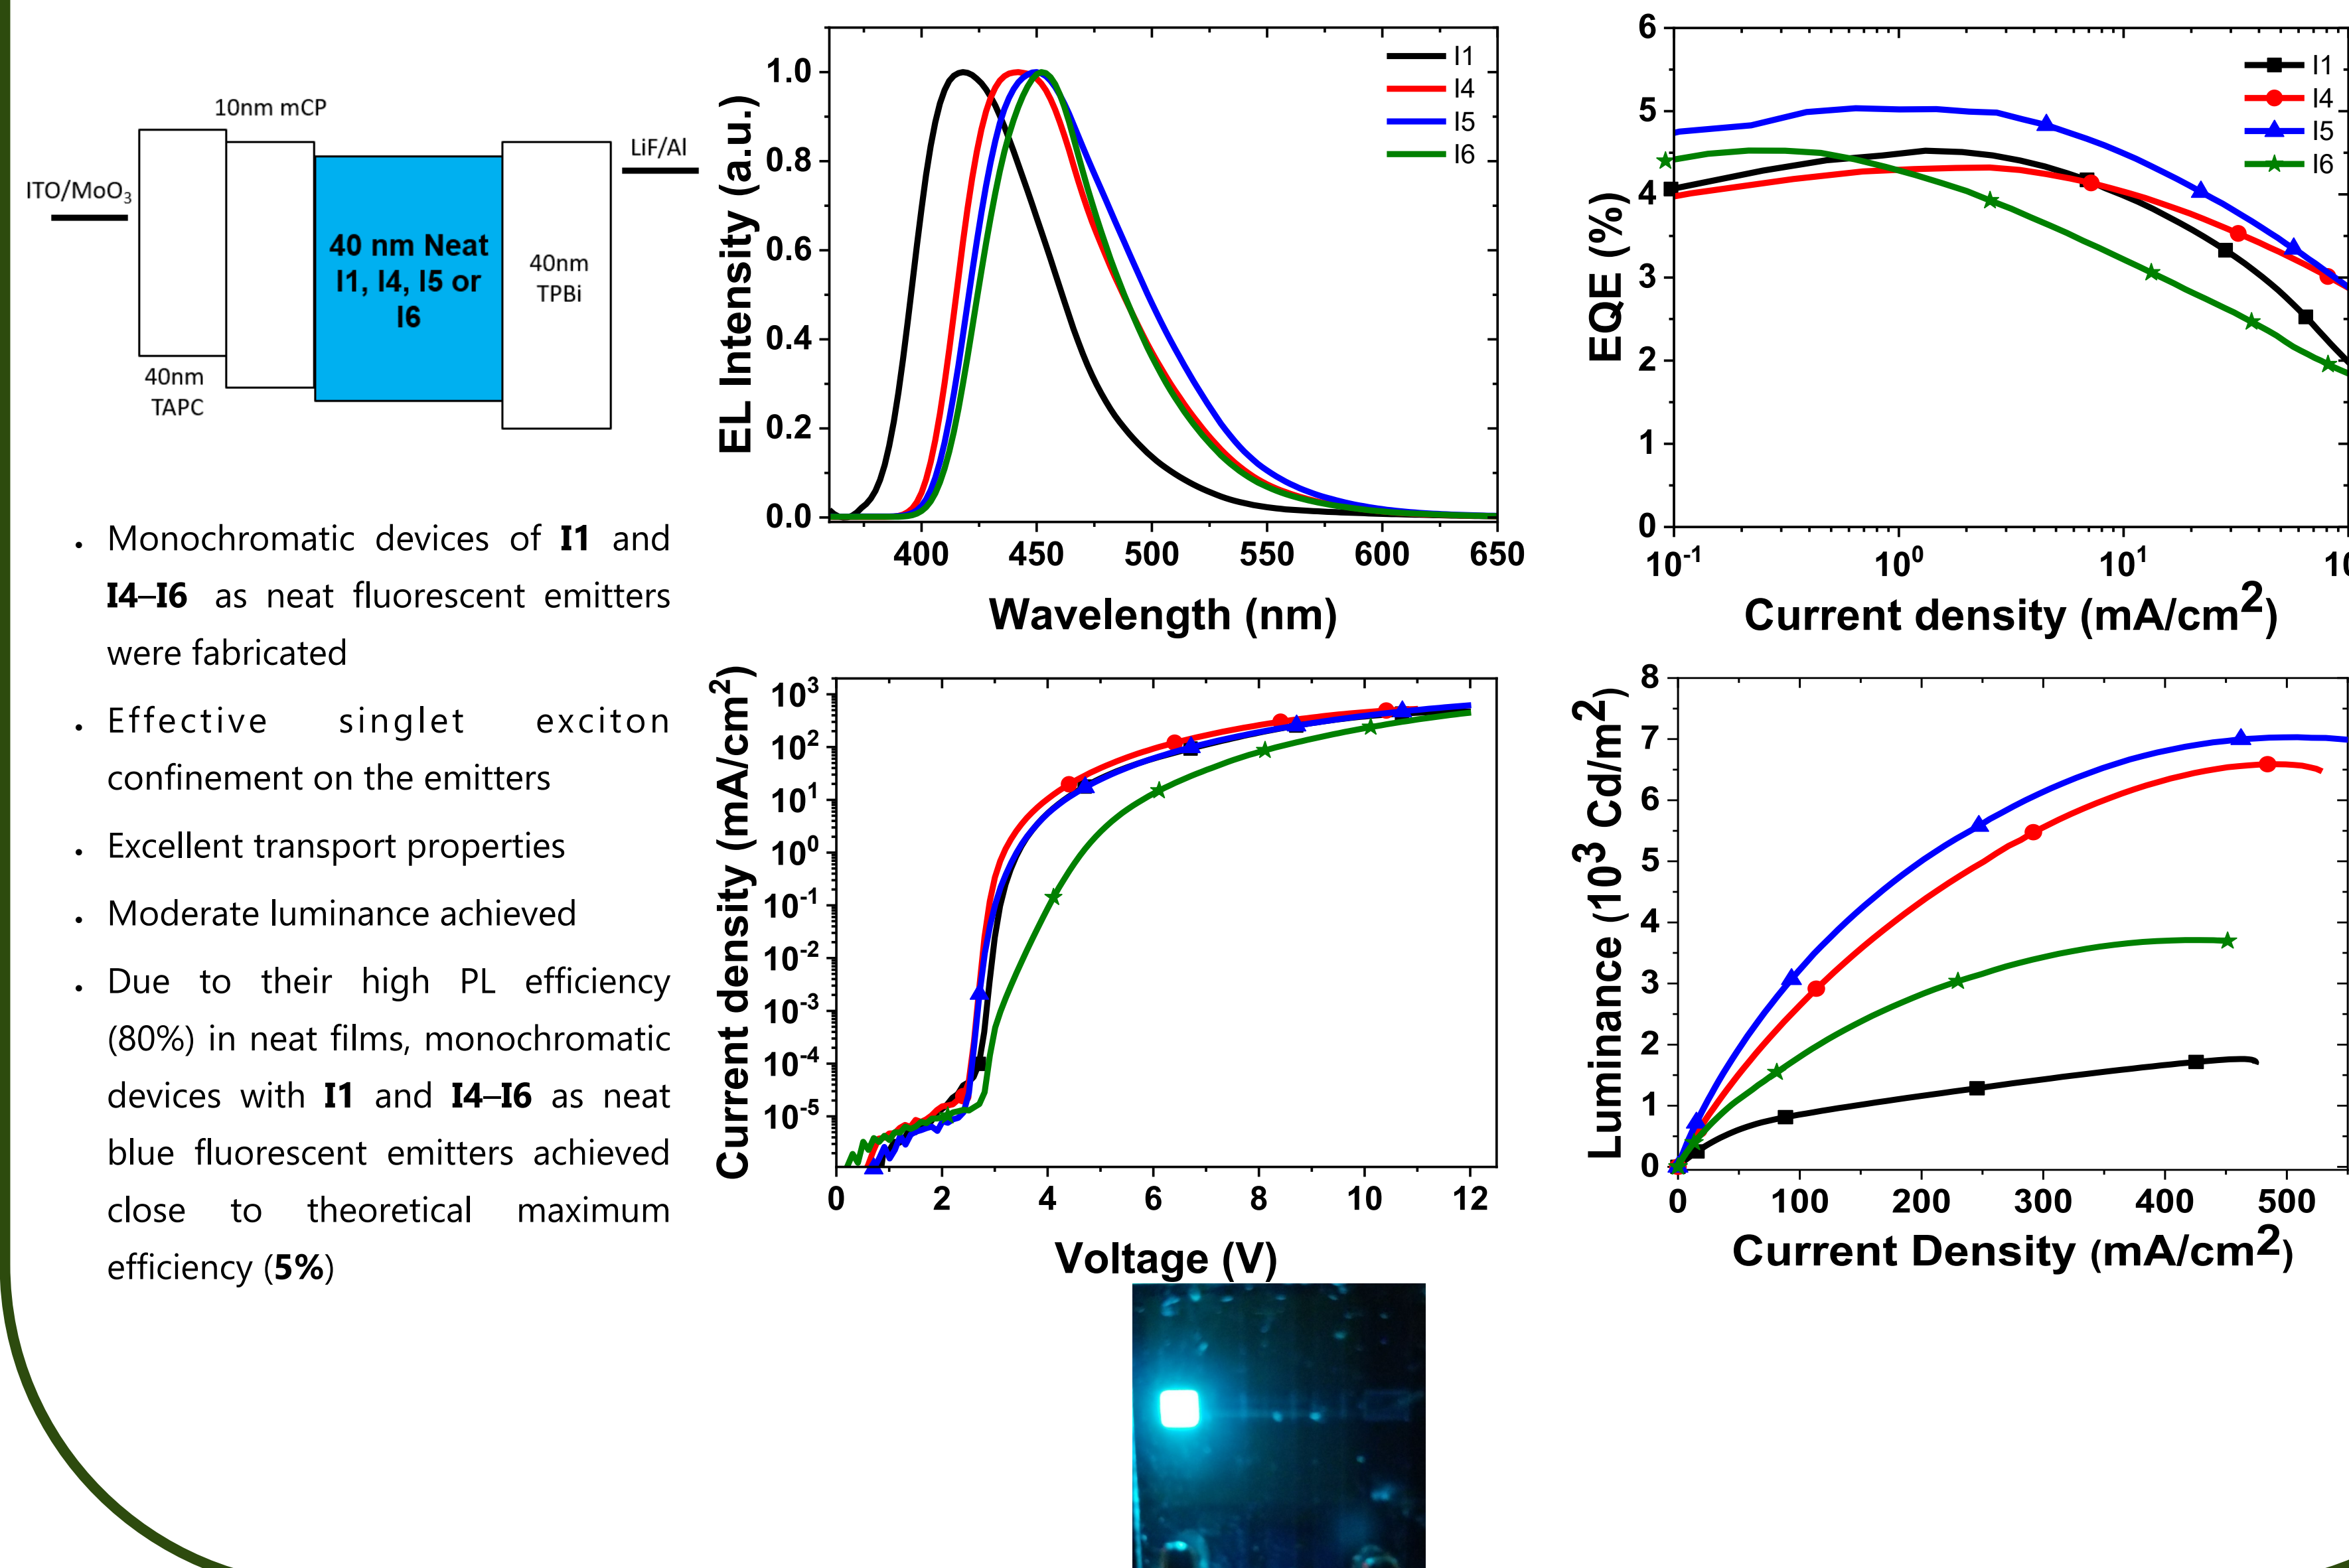 10nm mCP
LiF/Al
ITO/MoO₃
40 nm Neat
I1, I4, I5 or
I6
40nm
TPBi
40nm
TAPC
• Monochromatic devices of I1 and
I4–I6 as neat fluorescent emitters
were fabricated
• Effective singlet exciton
confinement on the emitters
• Excellent transport properties
• Moderate luminance achieved
• Due to their high PL efficiency
(80%) in neat films, monochromatic
devices with I1 and I4–I6 as neat
blue fluorescent emitters achieved
close to theoretical maximum
efficiency (5%)
EL Intensity (a.u.)
1.0
0.8
0.6
0.4
0.2
0.0
I1
I4
I5
I6
400 450 500 550 600 650
Wavelength (nm)
EQE (%)
6
5
4
3
2
1
0
I1
I4
I5
I6
10⁻¹ 10⁰ 10¹ 10
Current density (mA/cm²)
Current density (mA/cm²)
10³
10²
10¹
10⁰
10⁻¹
10⁻²
10⁻³
10⁻⁴
10⁻⁵
0 2 4 6 8 10 12
Voltage (V)
Luminance (10³ Cd/m²)
8
7
6
5
4
3
2
1
0
0 100 200 300 400 500
Current Density (mA/cm²)